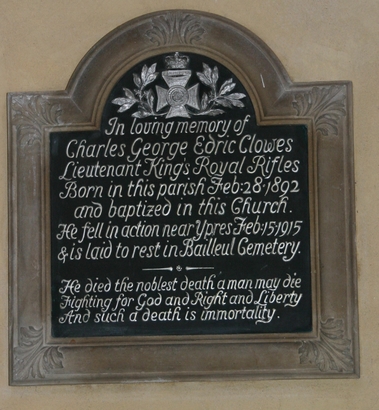 In loving memory of
Charles George Edric Clowes
Lieutenant King's Royal Rifles
Born in this parish Feb: 28·1892
and baptized in this Church.
He fell in action near Ypres Feb: 15·1915
& is laid to rest in Bailleul Cemetery.
He died the noblest death a man may die
Fighting for God and Right and Liberty
And such a death is immortality.